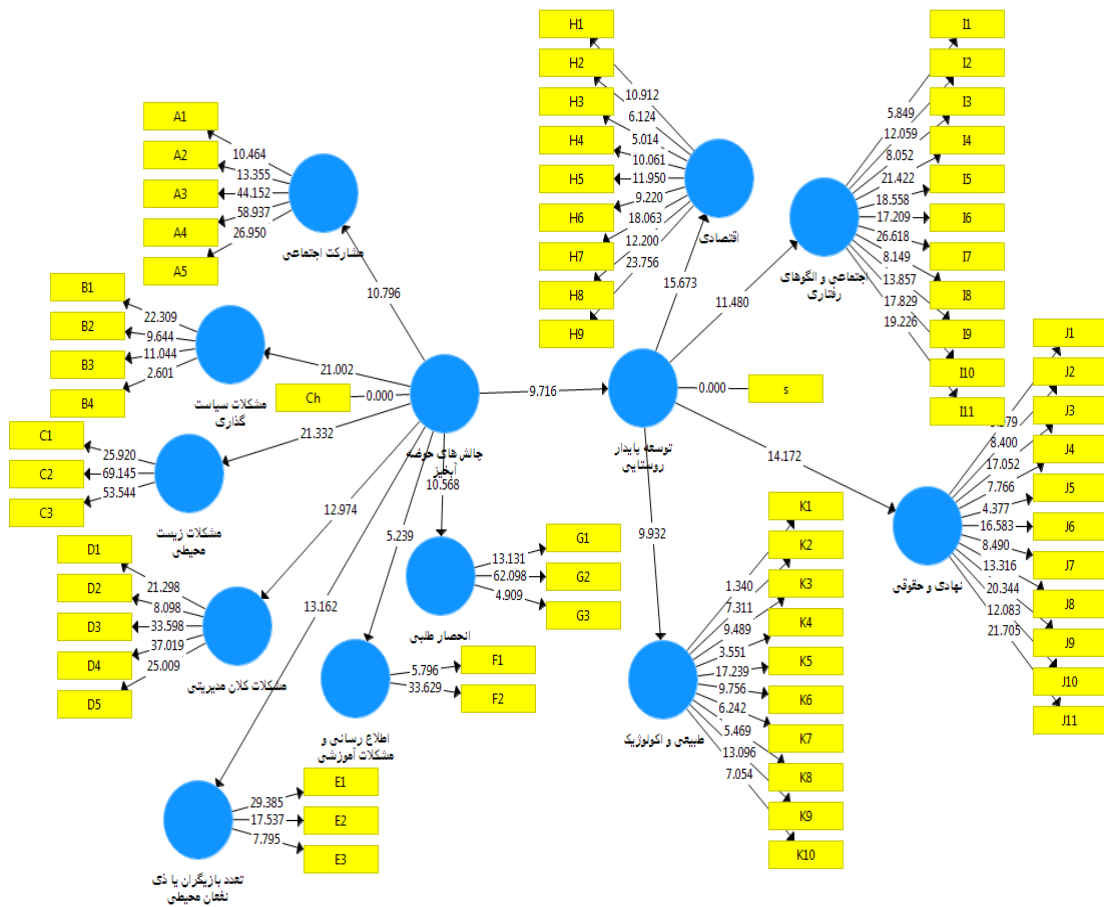 A1
A2
A3
A4
A5
10.464
13.355
44.152
58.937
26.950
مشارکت اجتماعی
10.796
B1
B2
B3
B4
22.309
9.644
11.044
2.601
مشکلات سیاست
گذاری
21.002
C1
C2
C3
25.920
69.145
53.544
مشکلات زیست
محیطی
21.332
D1
D2
D3
D4
D5
21.298
8.098
33.598
37.019
25.009
مشکلات کلان مدیریتی
12.974
E1
E2
E3
29.385
17.537
7.795
تعدد بازیگران یا ذی
نفعان محیطی
13.162
F1
F2
5.796
33.629
اطلاع رسانی و
مشکلات آموزشی
5.239
G1
G2
G3
13.131
62.098
4.909
انحصار طلبی
10.568
Ch
0.000
چالش های حوضه
آبخیز
9.716
توسعه پایدار
روستایی
0.000
s
H1
H2
H3
H4
H5
H6
H7
H8
H9
10.912
6.124
5.014
10.061
11.950
9.220
18.063
12.200
23.756
اقتصادی
15.673
I1
I2
I3
I4
I5
I6
I7
I8
I9
I10
I11
5.849
12.059
8.052
21.422
18.558
17.209
26.618
8.149
13.857
17.829
19.226
اجتماعی و الگوهای
رفتاری
11.480
J1
J2
J3
J4
J5
J6
J7
J8
J9
J10
J11
8.400
17.052
7.766
4.377
16.583
8.490
13.316
20.344
12.083
21.705
نهادی و حقوقی
14.172
K1
K2
K3
K4
K5
K6
K7
K8
K9
K10
1.340
7.311
9.489
3.551
17.239
9.756
6.242
5.469
13.096
7.054
طبیعی و اکولوژیک
9.932